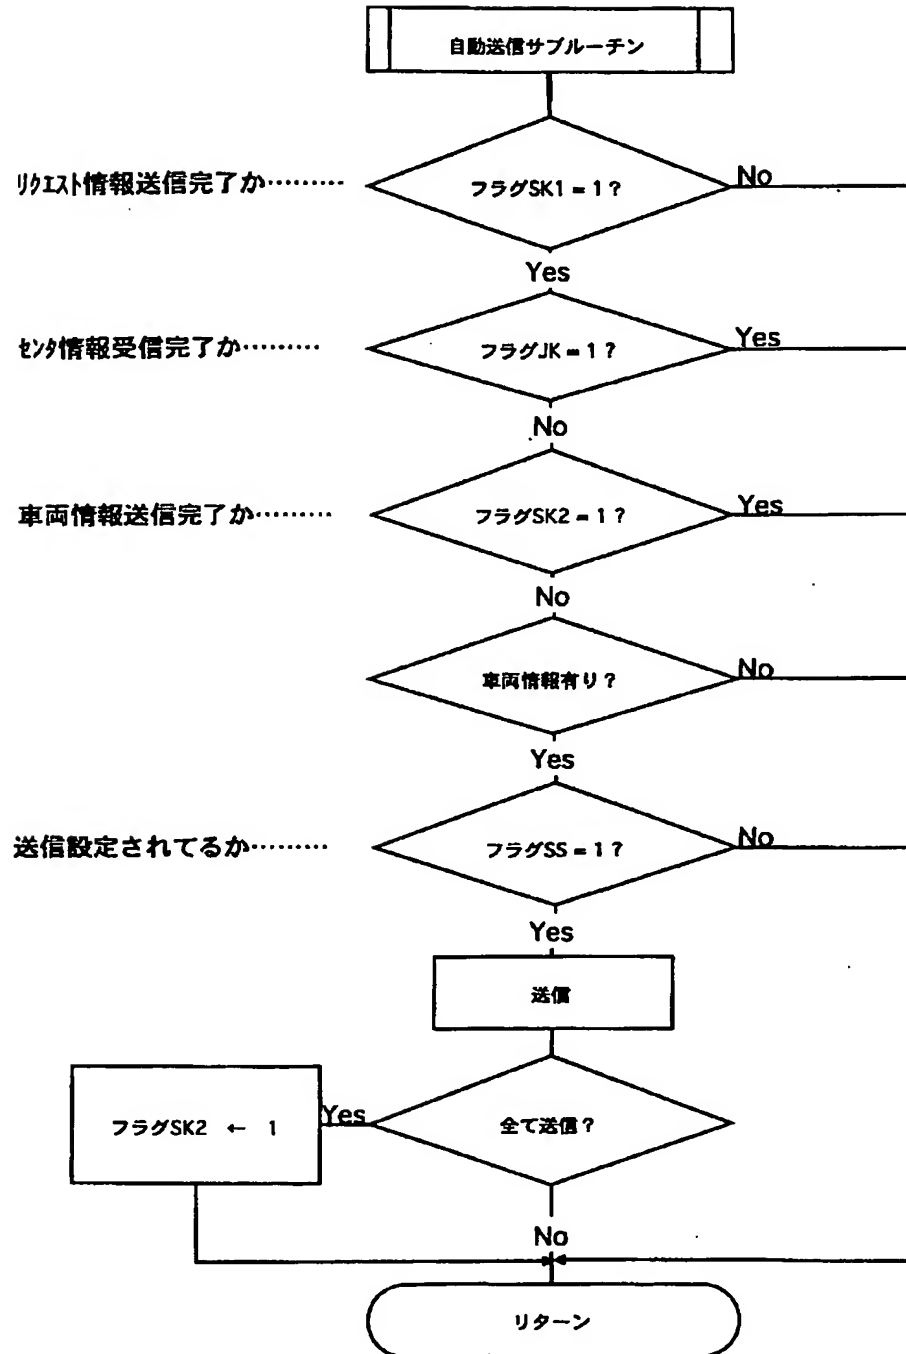 自動送信サブルーチン
リクエスト情報送信完了か………
フラグSK1 = 1?
No
Yes
センタ情報受信完了か………
フラグJK = 1?
Yes
No
車両情報送信完了か………
フラグSK2 = 1?
Yes
No
車両情報有り?
No
Yes
送信設定されてるか………
フラグSS = 1?
No
Yes
送信
フラグSK2 ← 1
Yes
全て送信?
No
リターン